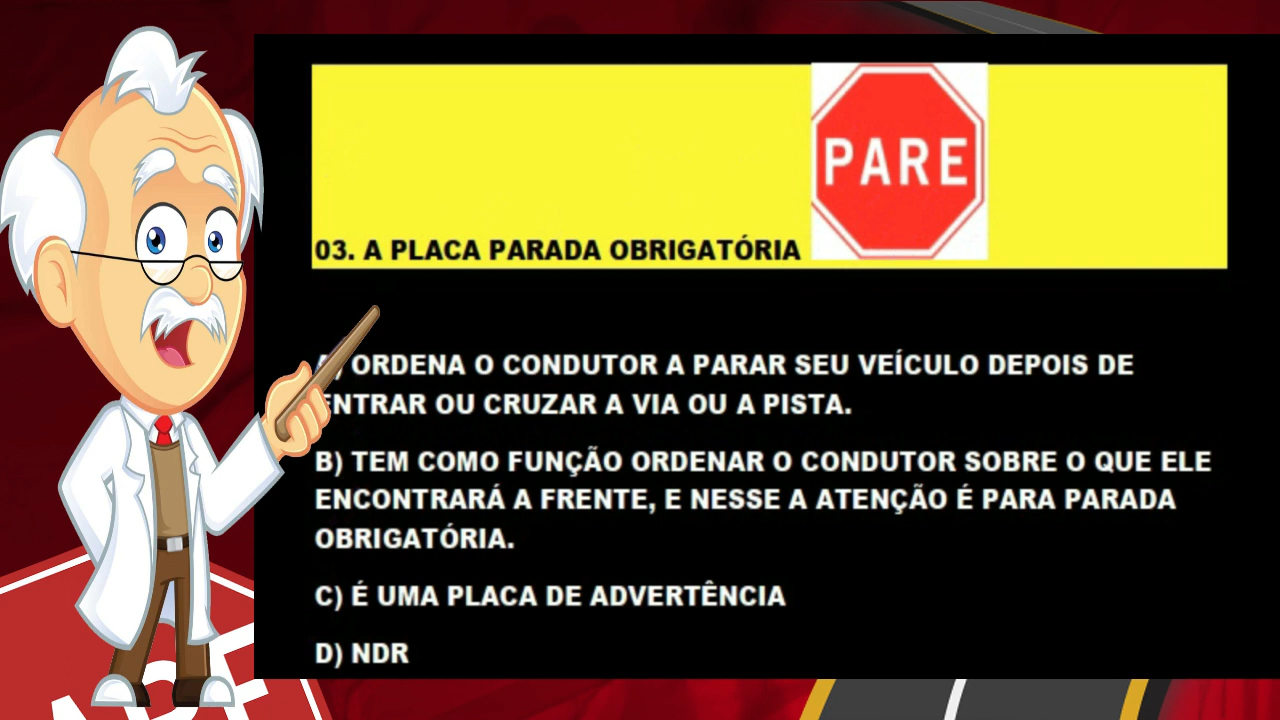 PARE
03. A PLACA PARADA OBRIGATÓRIA
ORDENA O CONDUTOR A PARAR SEU VEÍCULO DEPOIS DE
ENTRAR OU CRUZAR A VIA OU A PISTA.
B) TEM COMO FUNÇÃO ORDENAR O CONDUTOR SOBRE O QUE ELE
ENCONTRARÁ A FRENTE, E NESSE A ATENÇÃO É PARA PARADA
OBRIGATÓRIA.
C) É UMA PLACA DE ADVERTÊNCIA
D) NDR